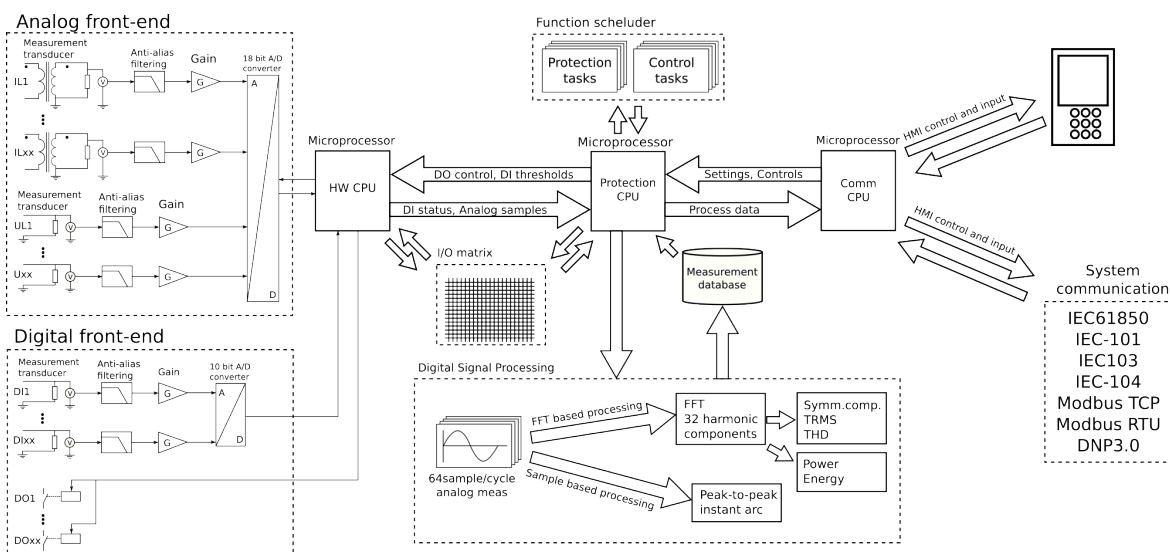 Analog front-end
Measurement
transducer
Anti-alias
filtering
Gain
18 bit A/D
converter
IL1
V
G
A
ILxx
V
G
Measurement
transducer
Anti-alias
filtering
Gain
UL1
V
G
Uxx
V
G
D
Digital front-end
Measurement
transducer
Anti-alias
filtering
Gain
10 bit A/D
converter
DI1
V
G
A
DIxx
V
G
D
DO1
DOxx
Microprocessor
HW CPU
DO control, DI thresholds
DI status, Analog samples
I/O matrix
Function scheluder
Protection
tasks
Control
tasks
Microprocessor
Protection
CPU
Settings, Controls
Process data
Measurement
database
Microprocessor
Comm
CPU
HMI control and input
HMI control and input
System
communication
IEC61850
IEC-101
IEC103
IEC-104
Modbus TCP
Modbus RTU
DNP3.0
Digital Signal Processing
64sample/cycle
analog meas
FFT based processing
Sample based processing
FFT
32 harmonic
components
Symm.comp.
TRMS
THD
Power
Energy
Peak-to-peak
instant arc